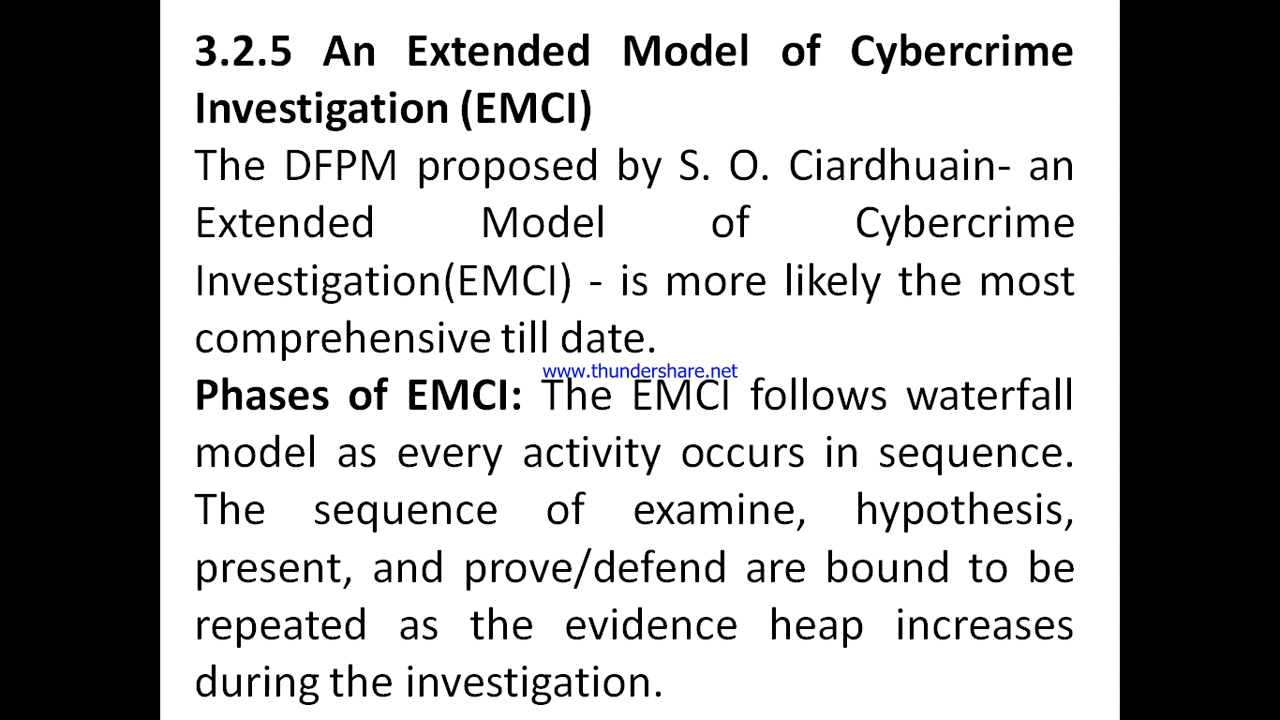 3.2.5 An Extended Model of Cybercrime
Investigation (EMCI)
The DFPM proposed by S. O. Ciardhuain- an
Extended Model of Cybercrime
Investigation(EMCI) - is more likely the most
comprehensive till date.
www.thundershare.net
Phases of EMCI: The EMCI follows waterfall
model as every activity occurs in sequence.
The sequence of examine, hypothesis,
present, and prove/defend are bound to be
repeated as the evidence heap increases
during the investigation.